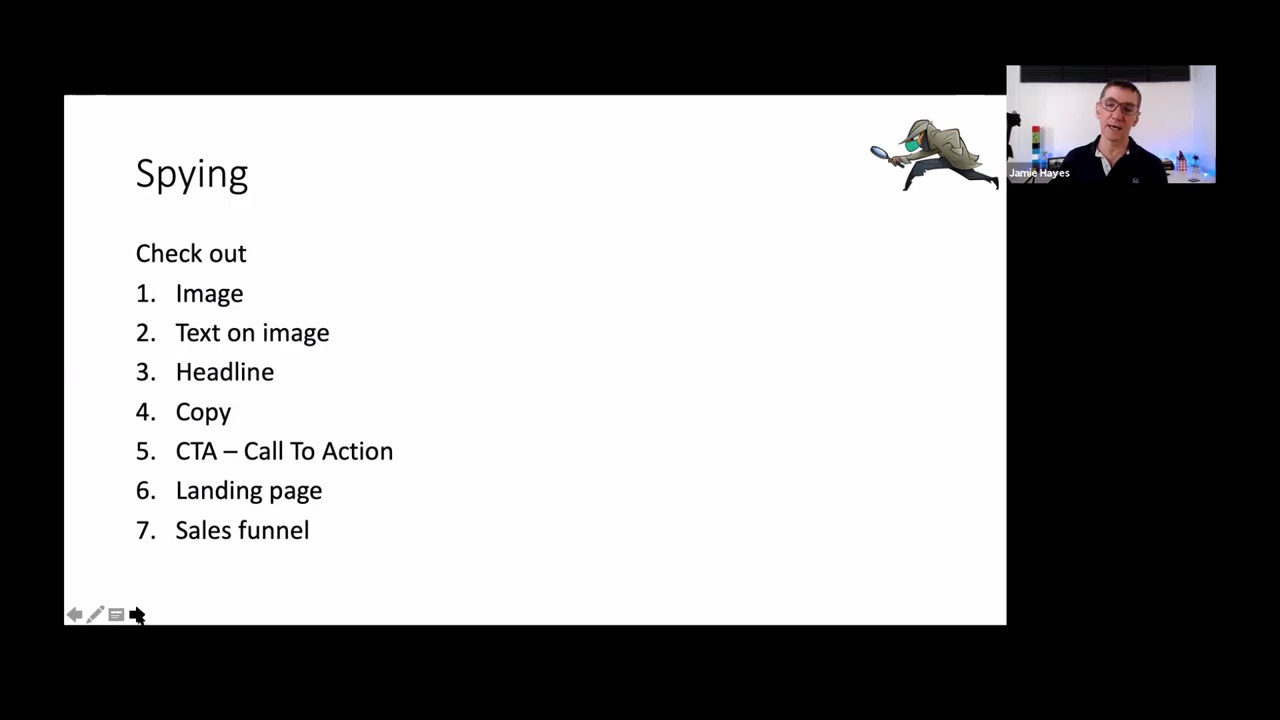 Spying
Check out
1. Image
2. Text on image
3. Headline
4. Copy
5. CTA – Call To Action
6. Landing page
7. Sales funnel
Jamie Hayes